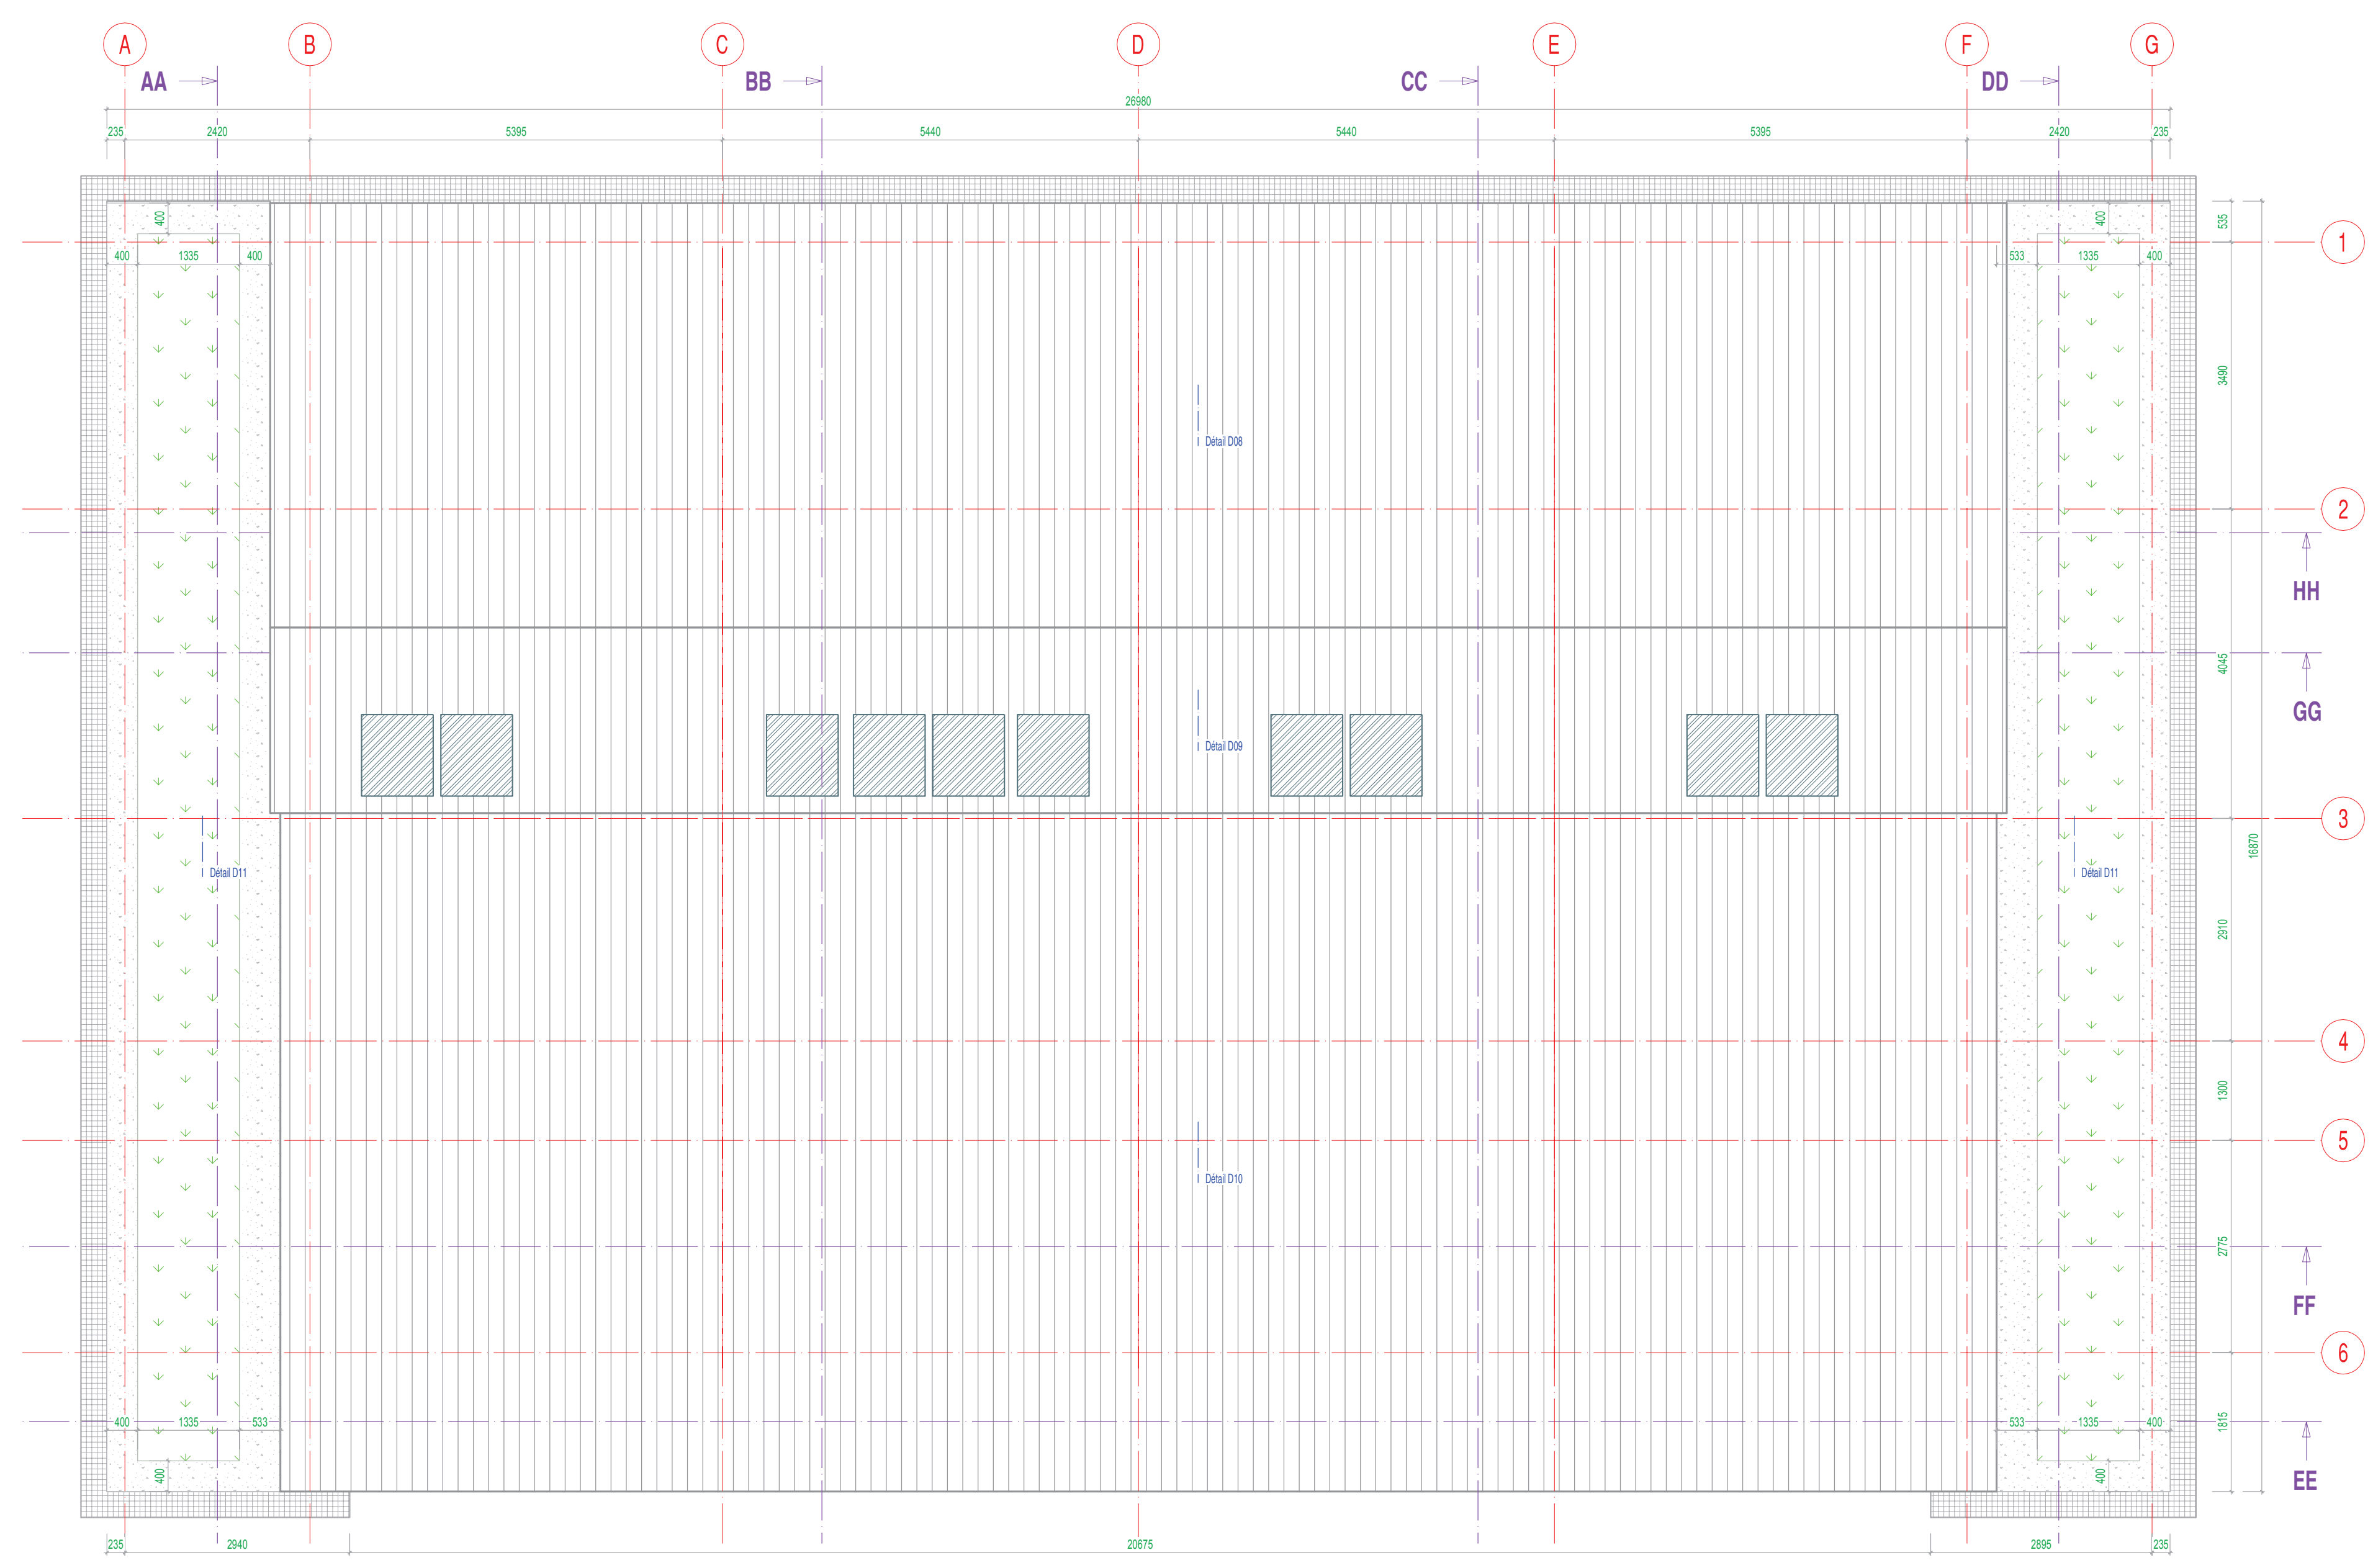 A B C D E F G
AA BB CC DD
26980
235 2420 5395 5440 5440 5395 2420 235
400 400 535
1
400 1335 400 533 1335 400
3490
Détail D08
2
HH
4045
GG
Détail D09
3
16870
Détail D11 Détail D11
2910
4
1300
5
Détail D10
2775
FF
6
400 1335 533 533 1335 400 1815
400 400
EE
235 2940 20675 2895 235